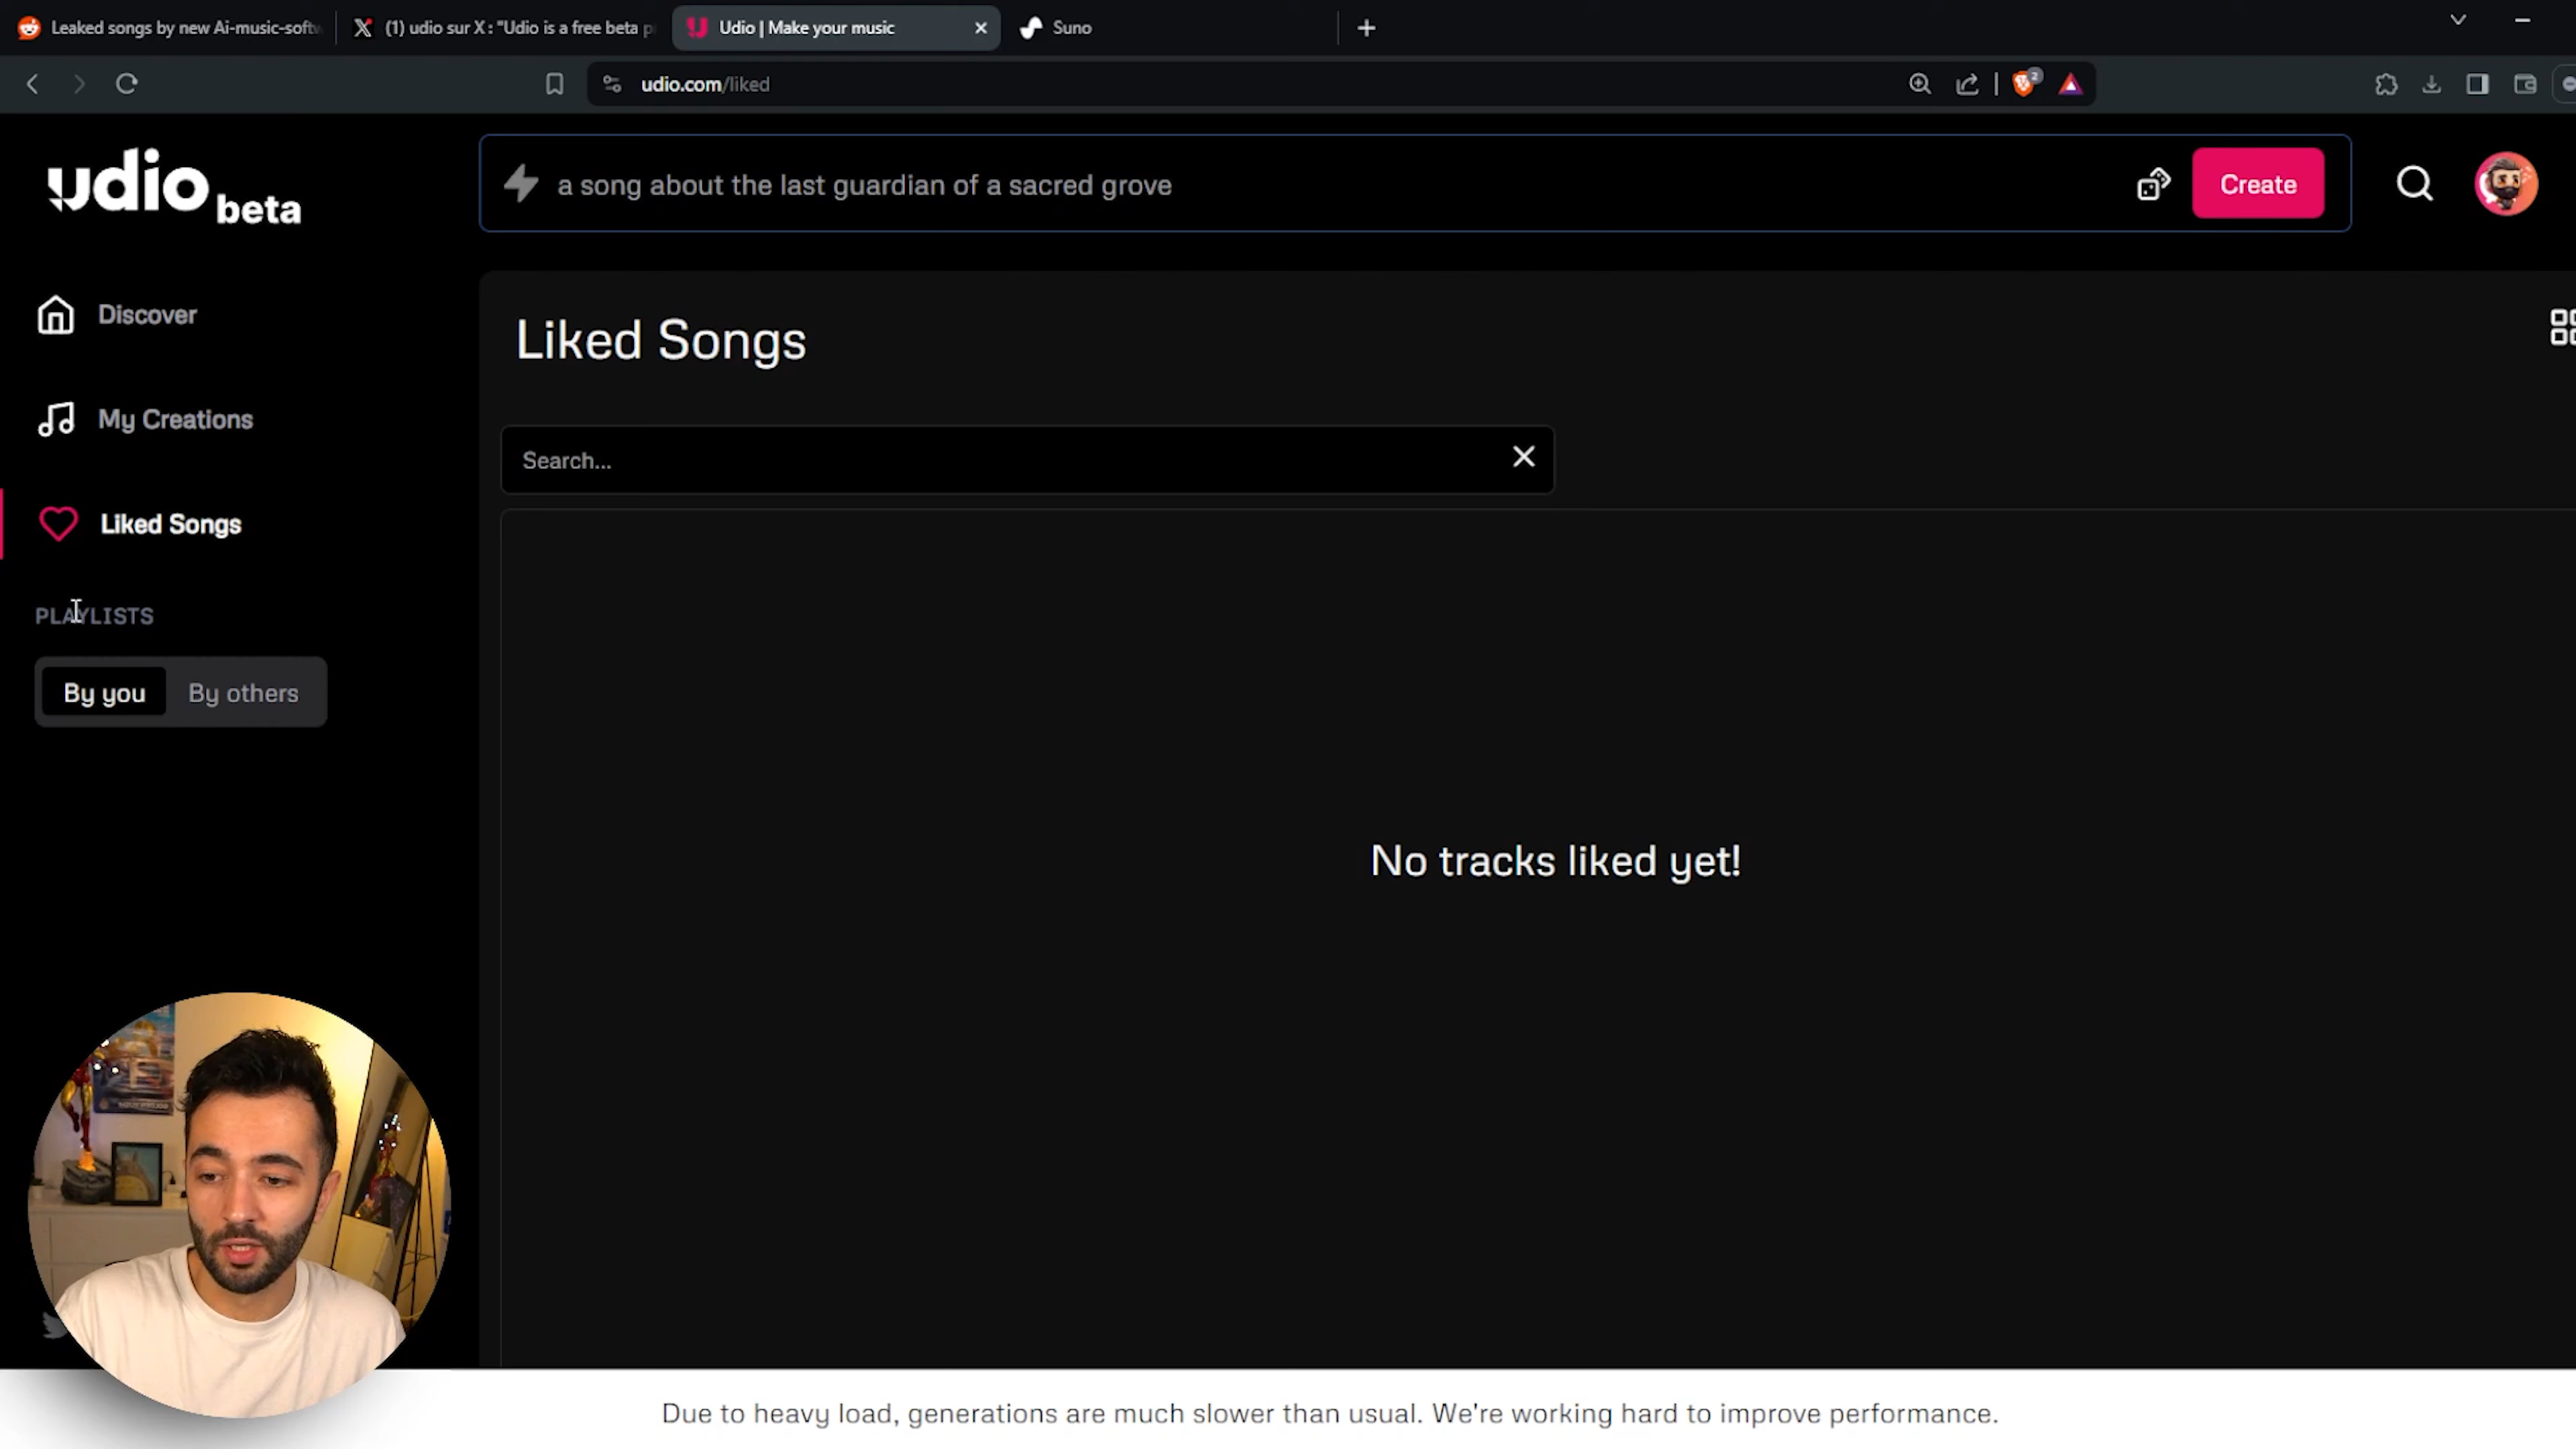 Leaked songs by new Ai-music-softw
(1) udio sur X : "Udio is a free beta p
Udio | Make your music
Suno
udio.com/liked
2
udio beta
a song about the last guardian of a sacred grove
Create
Discover
My Creations
Liked Songs
PLAYLISTS
By you
By others
Liked Songs
Search...
No tracks liked yet!
Due to heavy load, generations are much slower than usual. We're working hard to improve performance.